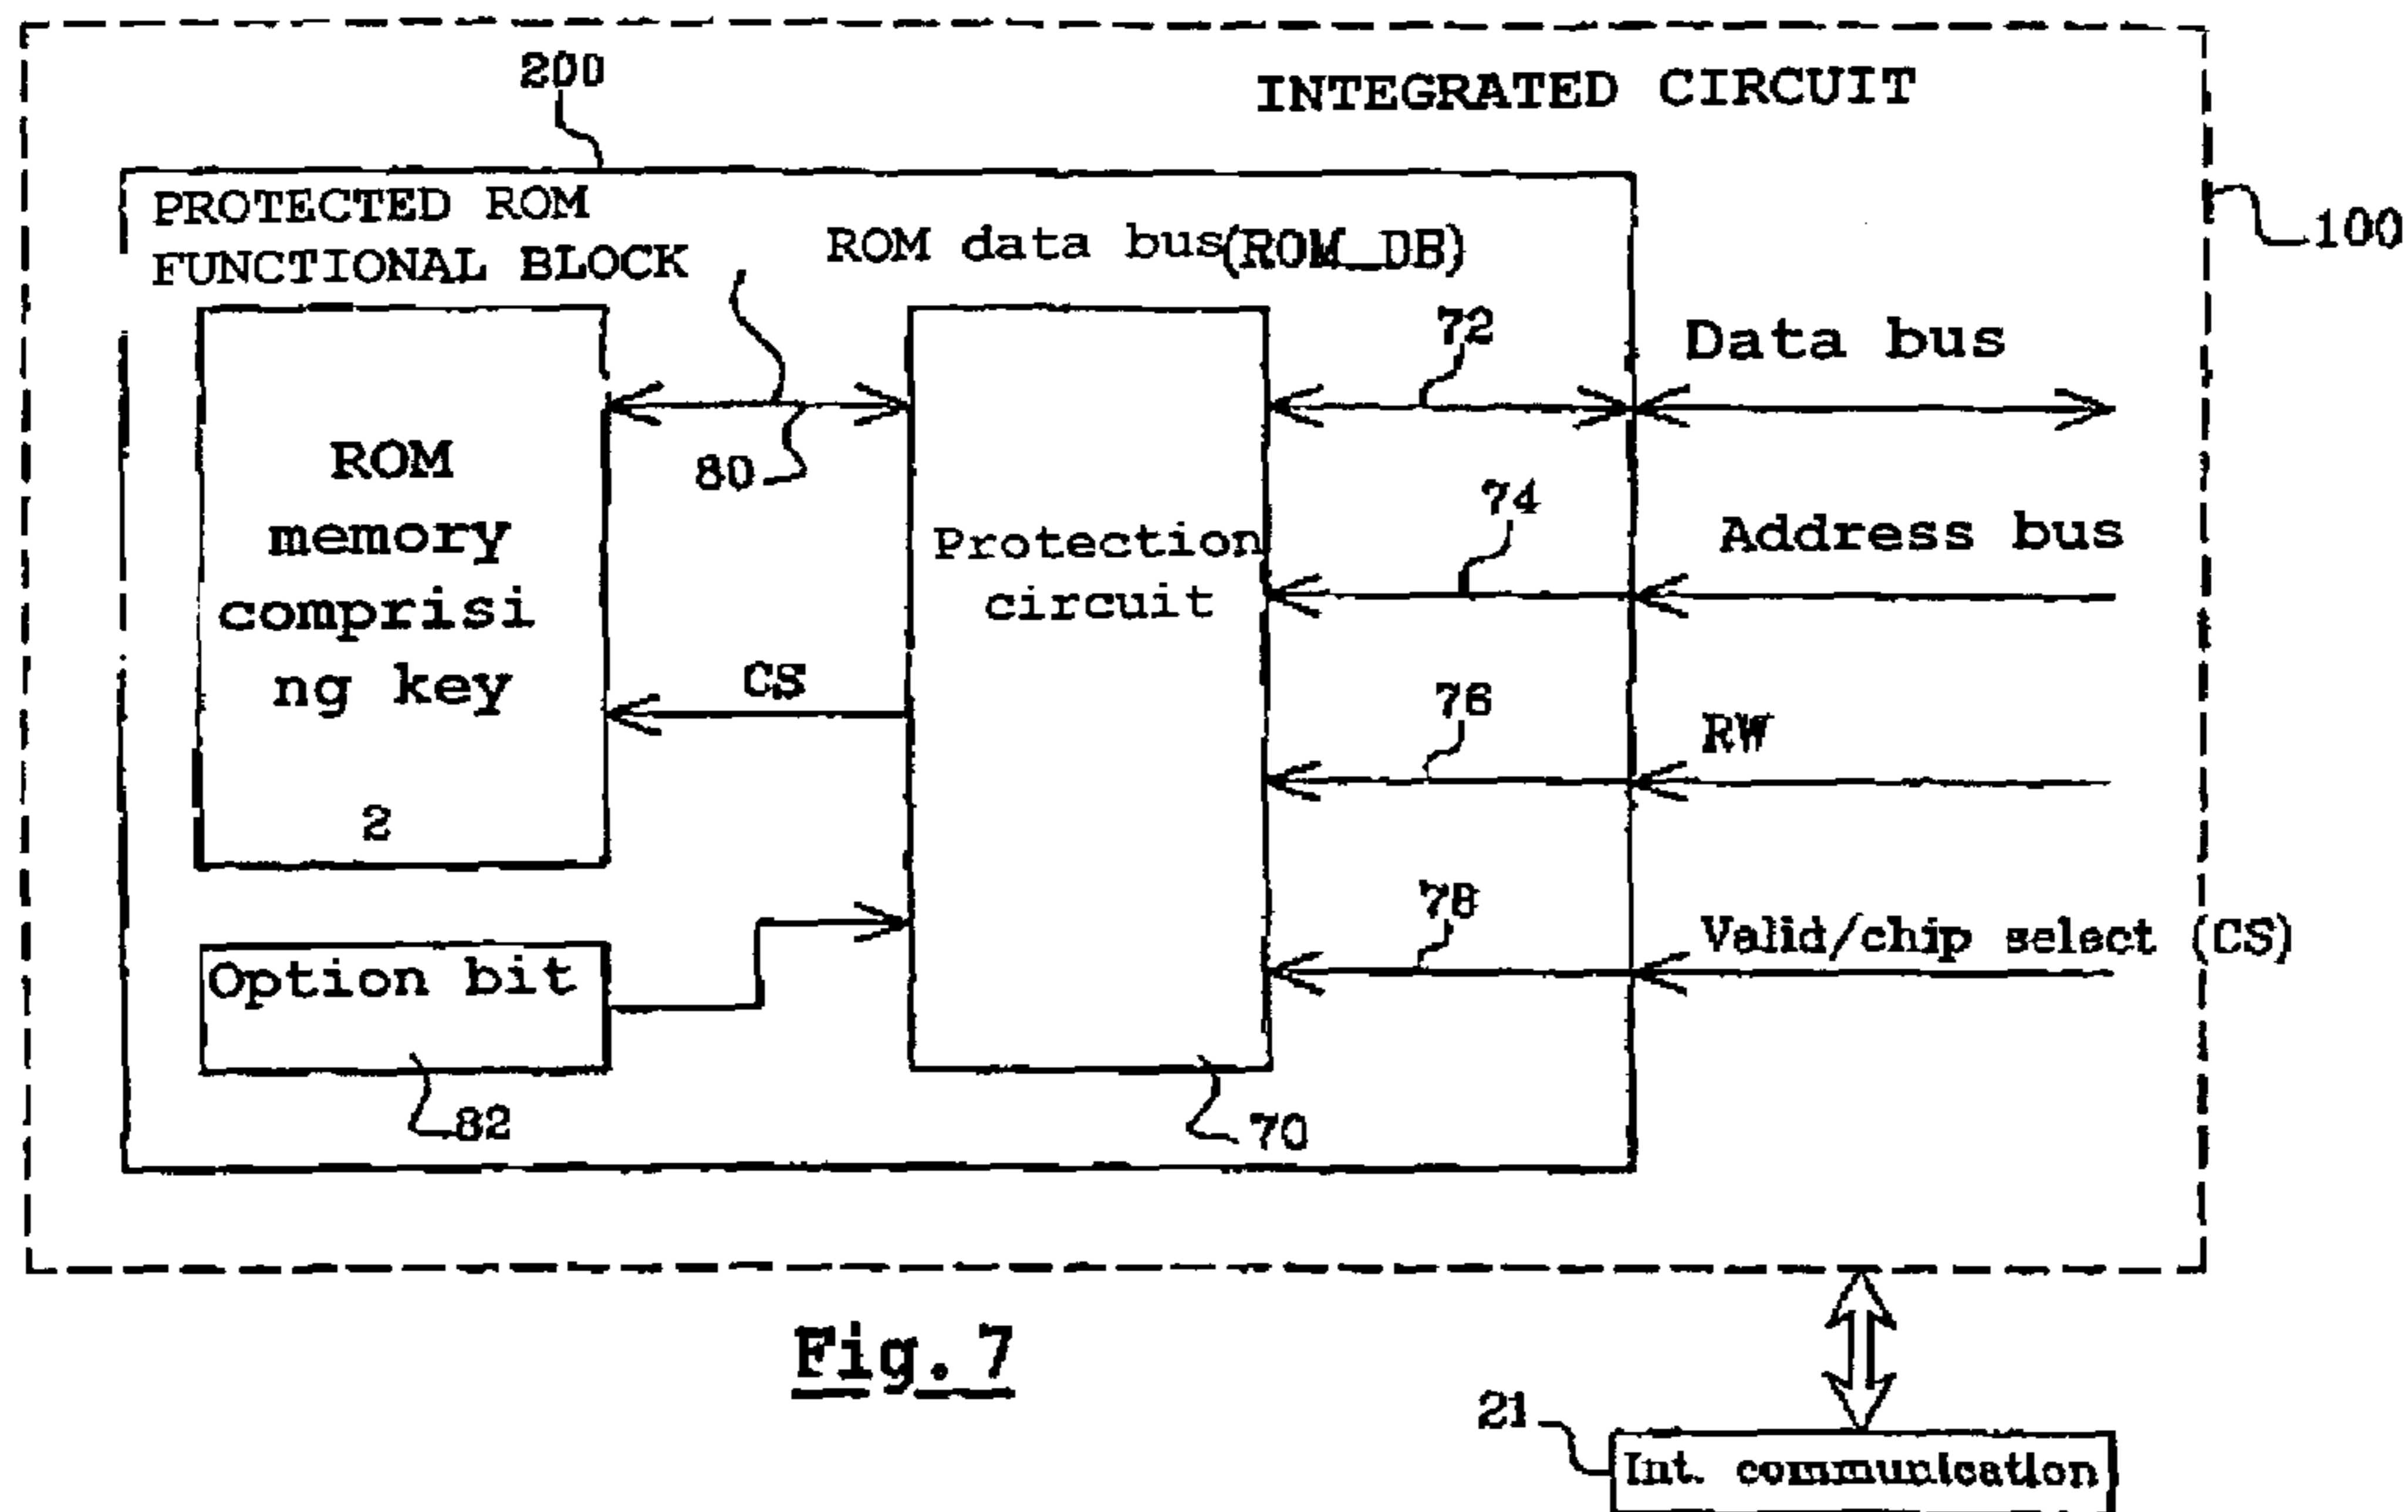 200
INTEGRATED CIRCUIT
PROTECTED ROM
FUNCTIONAL BLOCK
ROM data bus(ROM_DB)
100
72
Data bus
ROM
memory
comprisi
ng key
2
80
74
Address bus
Protection
circuit
CS
76
RW
78
Valid/chip select (CS)
Option bit
82
70
Fig. 7
21
Int. communication